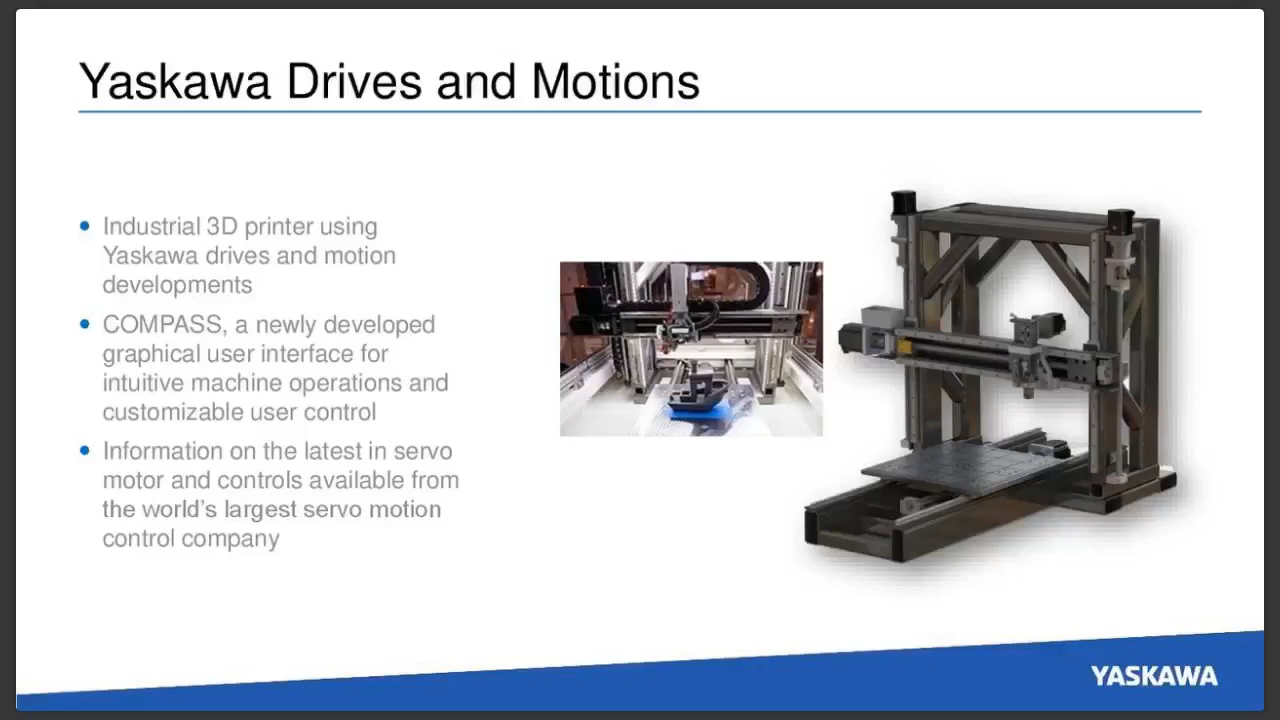 Yaskawa Drives and Motions
• Industrial 3D printer using
Yaskawa drives and motion
developments
• COMPASS, a newly developed
graphical user interface for
intuitive machine operations and
customizable user control
• Information on the latest in servo
motor and controls available from
the world’s largest servo motion
control company
YASKAWA